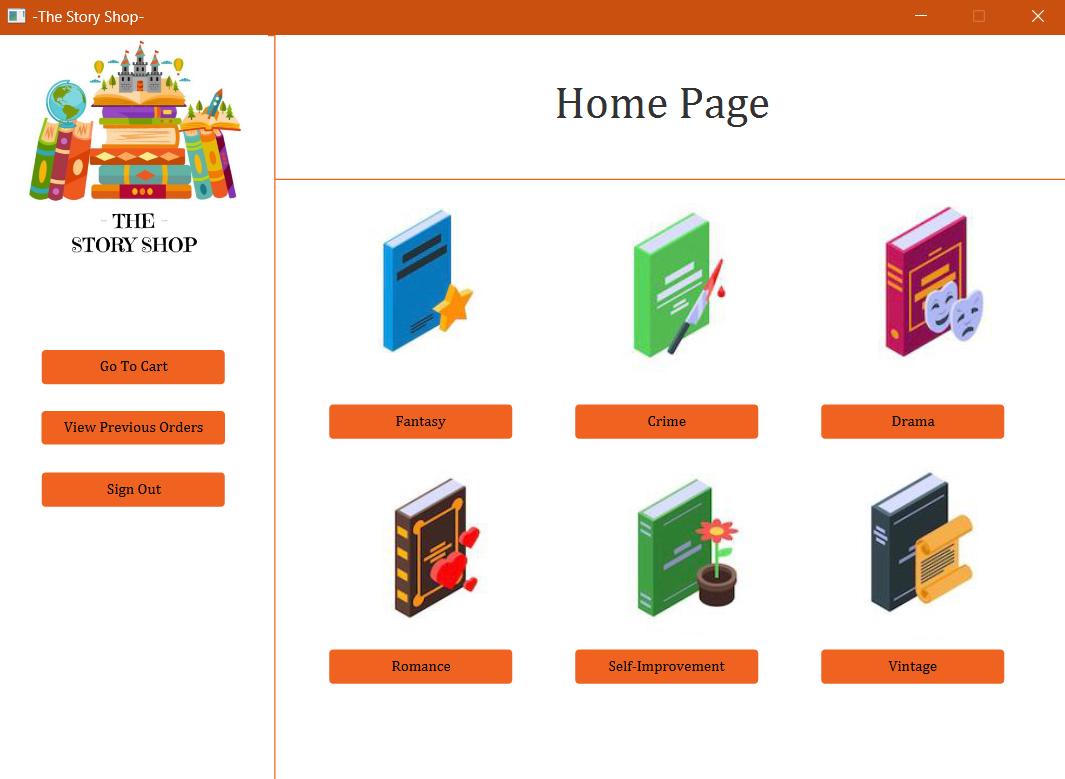 -The Story Shop-
- THE -
STORY SHOP
Go To Cart
View Previous Orders
Sign Out
Home Page
Fantasy
Crime
Drama
Romance
Self-Improvement
Vintage